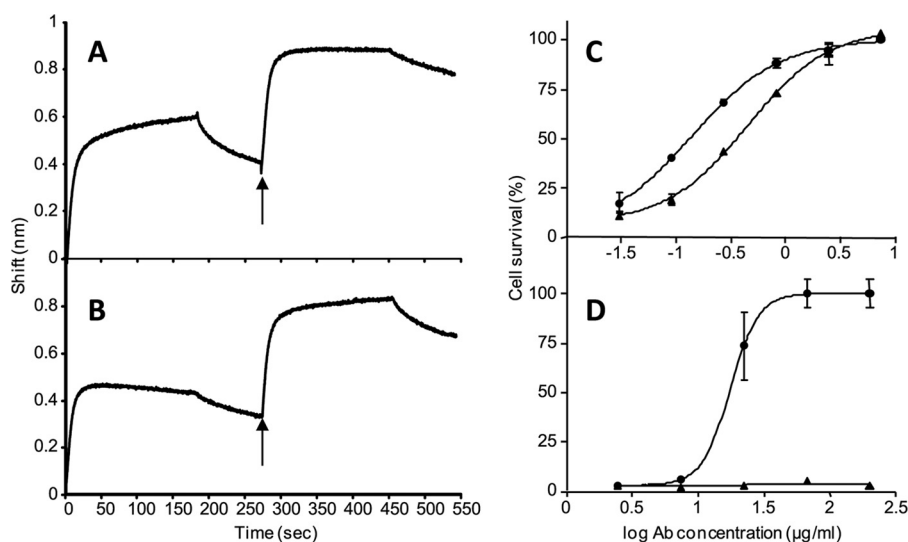 A
1
0.8
0.6
0.4
0.2
0
B
0.8
0.6
0.4
0.2
0
0 50 100 150 200 250 300 350 400 450 500 550
Shift (nm)
Time (sec)
C
100
75
50
25
0
-1.5 -1 -0.5 0 0.5 1
D
100
75
50
25
0
0 0.5 1 1.5 2 2.5
Cell survival (%)
log Ab concentration (µg/ml)